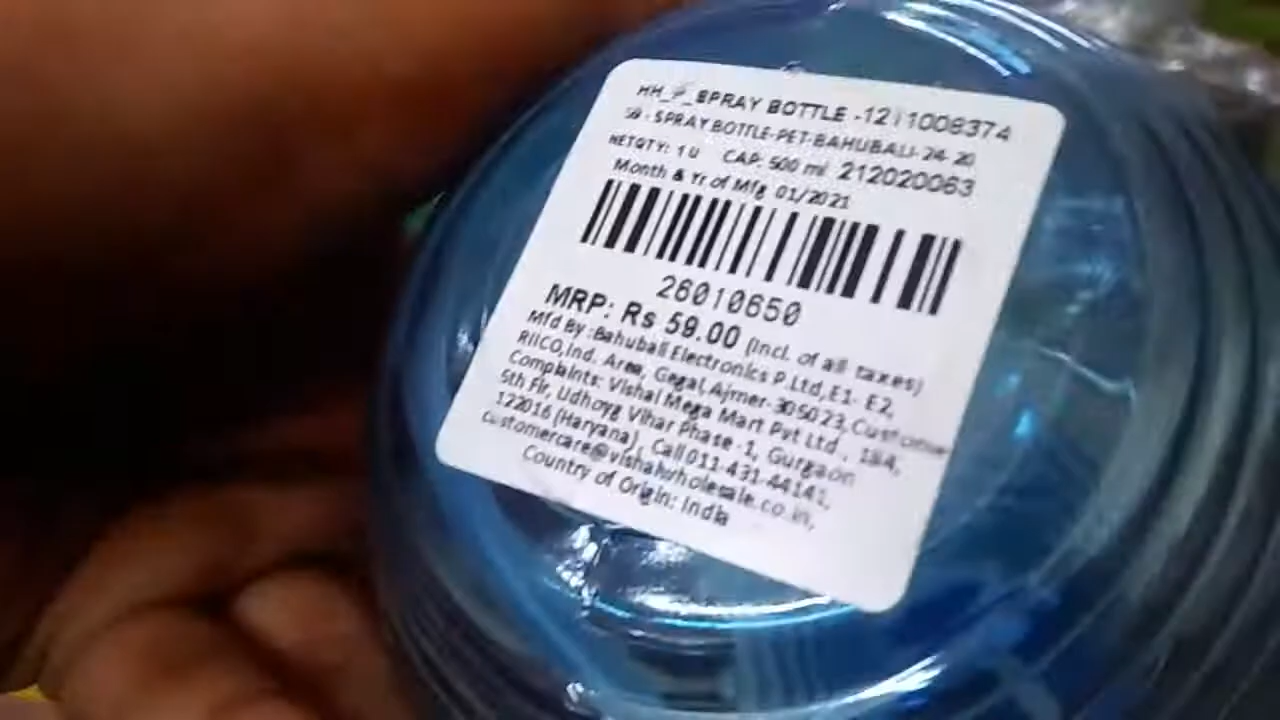 HH_P_SPRAY BOTTLE -1211006374
59 - SPRAY BOTTLE-PET-BAHUBALI-24-20
NETQTY: 1 U CAP: 500 ml 212020063
Month & Yr of Mfg 01/2021
26010650
MRP: Rs 59.00 (Incl. of all taxes)
Mfd By :Bahubali Electronics P.Ltd,E1- E2,
RIICO,Ind. Area, Gegal,Ajmer-305023,Customer
Complaints: Vishal Mega Mart Pvt Ltd , 184,
5th Flr, Udhoyg Vihar Phase -1, Gurgaon
122016 (Haryana), Call 011-431-44141,
customercare@vishalwholesale.co.in,
Country of Origin: India